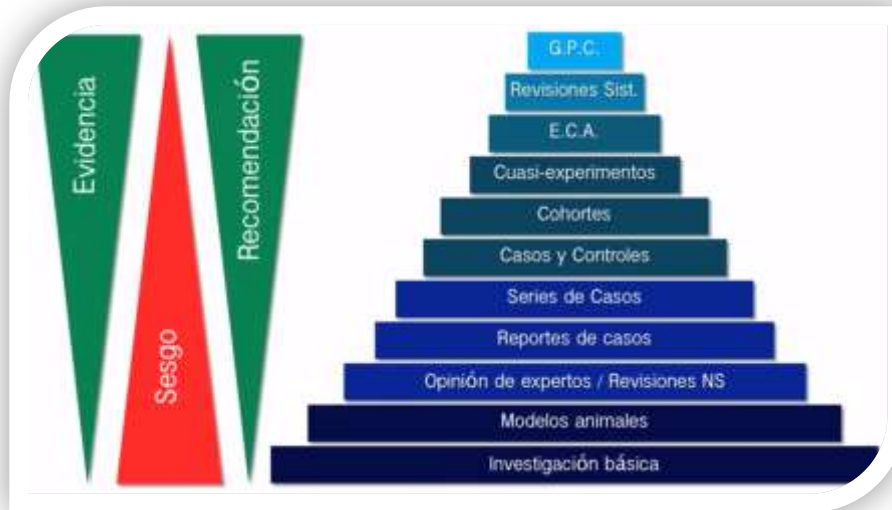 Evidencia
Sesgo
Recomendación
G.P.C.
Revisiones Sist.
E.C.A.
Cuasi-experimentos
Cohortes
Casos y Controles
Series de Casos
Reportes de casos
Opinión de expertos / Revisiones NS
Modelos animales
Investigación básica